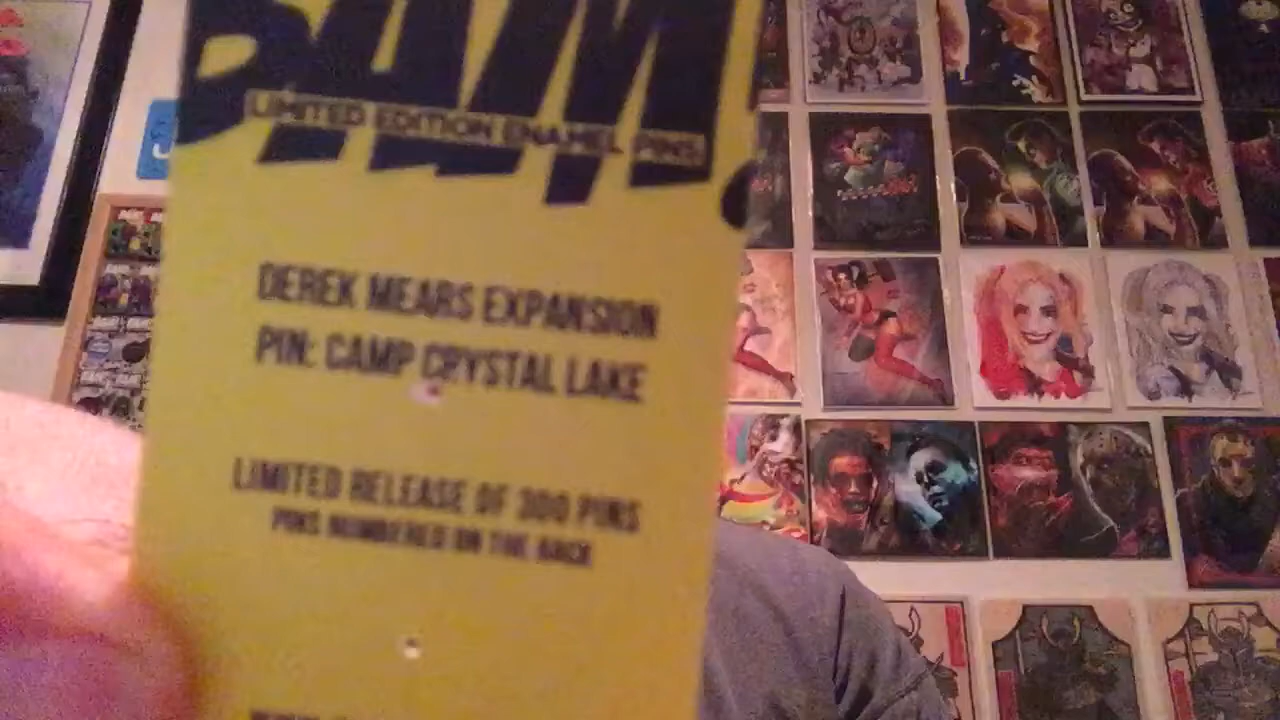 BAM!
LIMITED EDITION ENAMEL PINS
DEREK MEARS EXPANSION
PIN: CAMP CRYSTAL LAKE
LIMITED RELEASE OF 300 PINS
PINS NUMBERED ON THE BACK